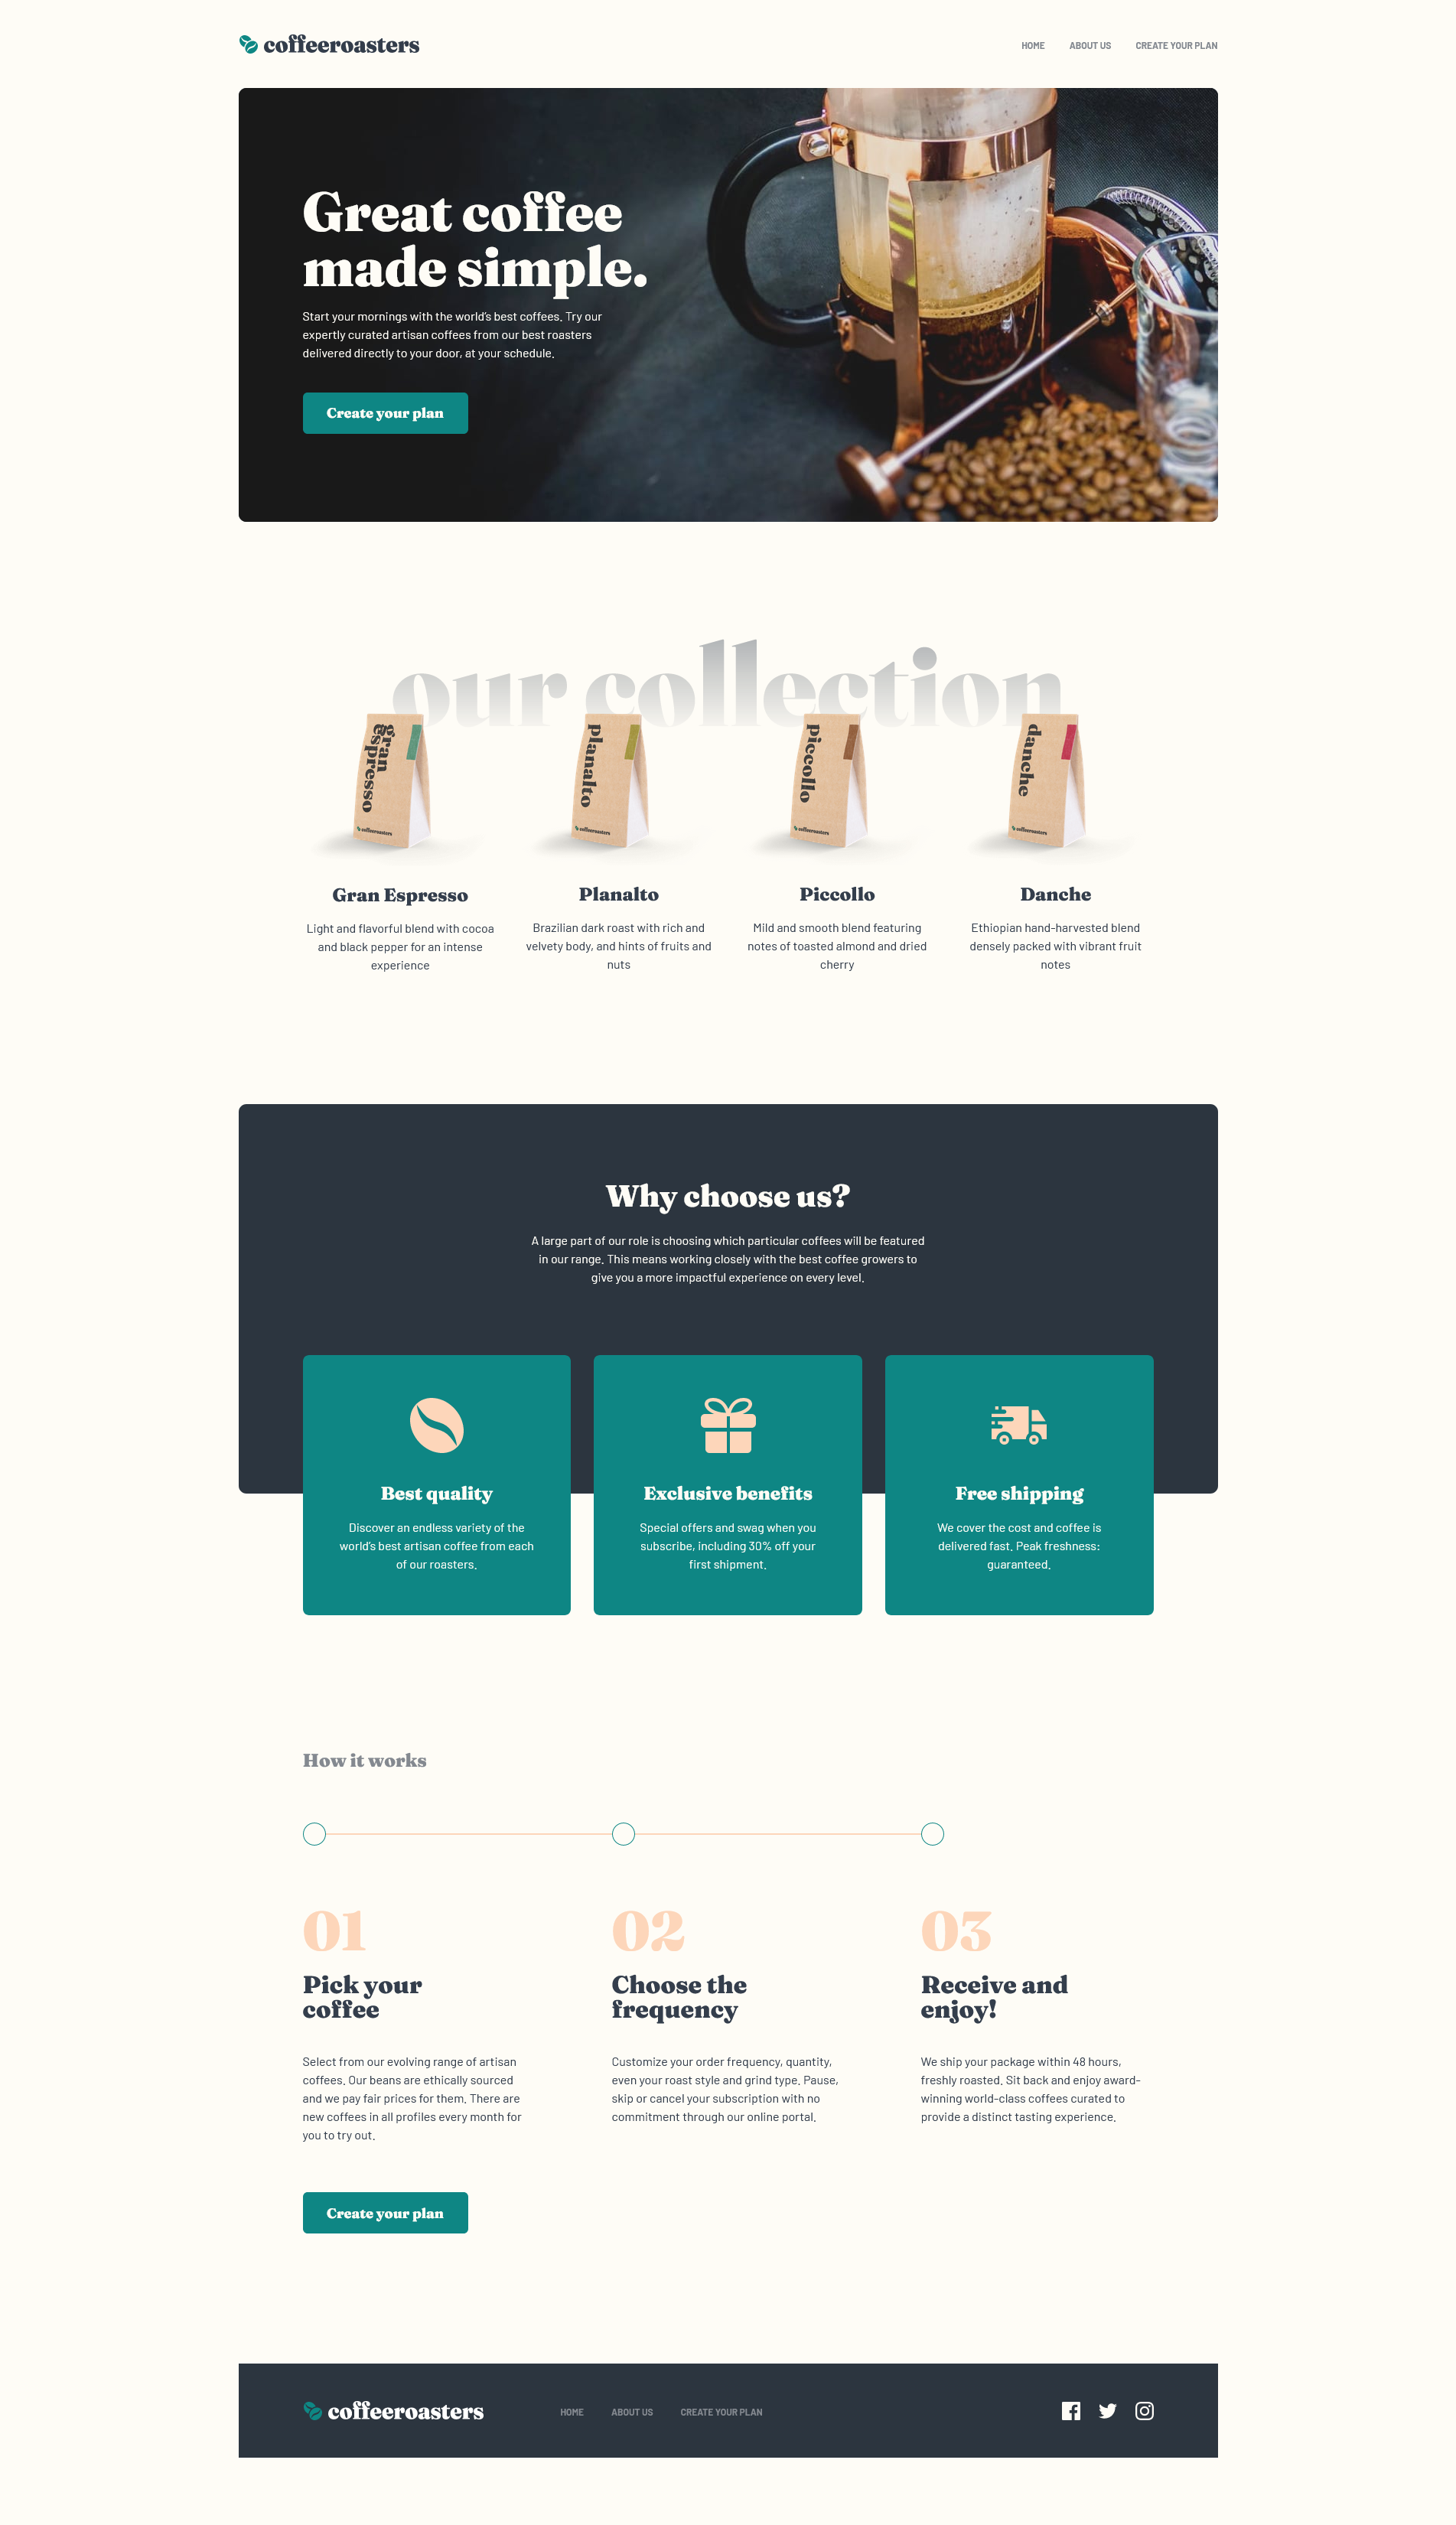 coffeeroasters
HOME ABOUT US CREATE YOUR PLAN
Great coffee
made simple.
Start your mornings with the world's best coffees. Try our
expertly curated artisan coffees from our best roasters
delivered directly to your door, at your schedule.
Create your plan
our collection
gran
espresso
coffeeroasters
planalto
coffeeroasters
piccollo
coffeeroasters
danche
coffeeroasters
Gran Espresso
Light and flavorful blend with cocoa
and black pepper for an intense
experience
Planalto
Brazilian dark roast with rich and
velvety body, and hints of fruits and
nuts
Piccollo
Mild and smooth blend featuring
notes of toasted almond and dried
cherry
Danche
Ethiopian hand-harvested blend
densely packed with vibrant fruit
notes
Why choose us?
A large part of our role is choosing which particular coffees will be featured
in our range. This means working closely with the best coffee growers to
give you a more impactful experience on every level.
Best quality
Discover an endless variety of the
world's best artisan coffee from each
of our roasters.
Exclusive benefits
Special offers and swag when you
subscribe, including 30% off your
first shipment.
Free shipping
We cover the cost and coffee is
delivered fast. Peak freshness:
guaranteed.
How it works
01
Pick your
coffee
Select from our evolving range of artisan
coffees. Our beans are ethically sourced
and we pay fair prices for them. There are
new coffees in all profiles every month for
you to try out.
02
Choose the
frequency
Customize your order frequency, quantity,
even your roast style and grind type. Pause,
skip or cancel your subscription with no
commitment through our online portal.
03
Receive and
enjoy!
We ship your package within 48 hours,
freshly roasted. Sit back and enjoy award-
winning world-class coffees curated to
provide a distinct tasting experience.
Create your plan
coffeeroasters
HOME ABOUT US CREATE YOUR PLAN